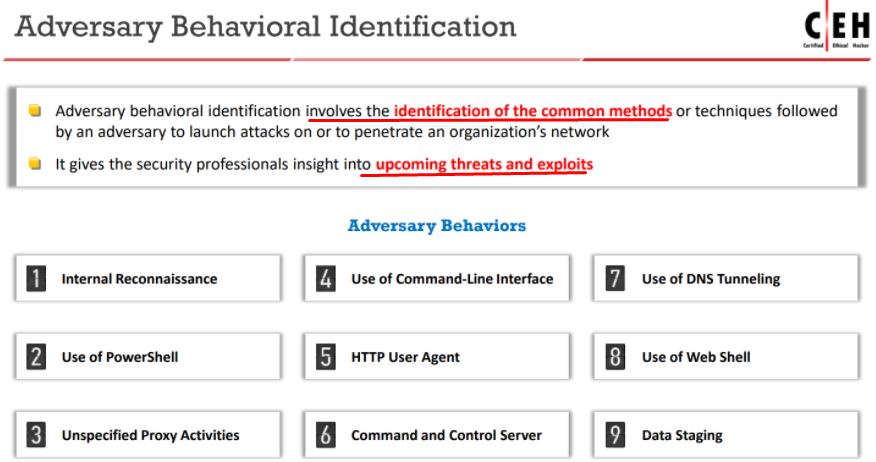 Adversary Behavioral Identification
C EH
Certified Ethical Hacker
Adversary behavioral identification involves the identification of the common methods or techniques followed
by an adversary to launch attacks on or to penetrate an organization's network
It gives the security professionals insight into upcoming threats and exploits
Adversary Behaviors
1 Internal Reconnaissance
4 Use of Command-Line Interface
7 Use of DNS Tunneling
2 Use of PowerShell
5 HTTP User Agent
8 Use of Web Shell
3 Unspecified Proxy Activities
6 Command and Control Server
9 Data Staging